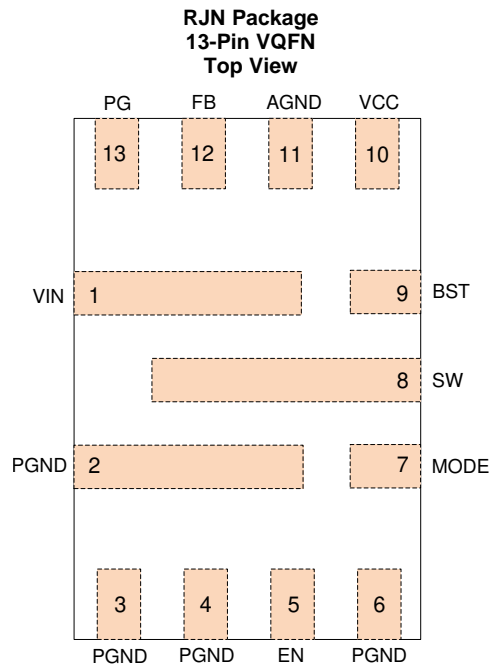 RJN Package
13-Pin VQFN
Top View
PG FB AGND VCC
13 12 11 10
VIN 1 9 BST
8 SW
PGND 2 7 MODE
3 4 5 6
PGND PGND EN PGND